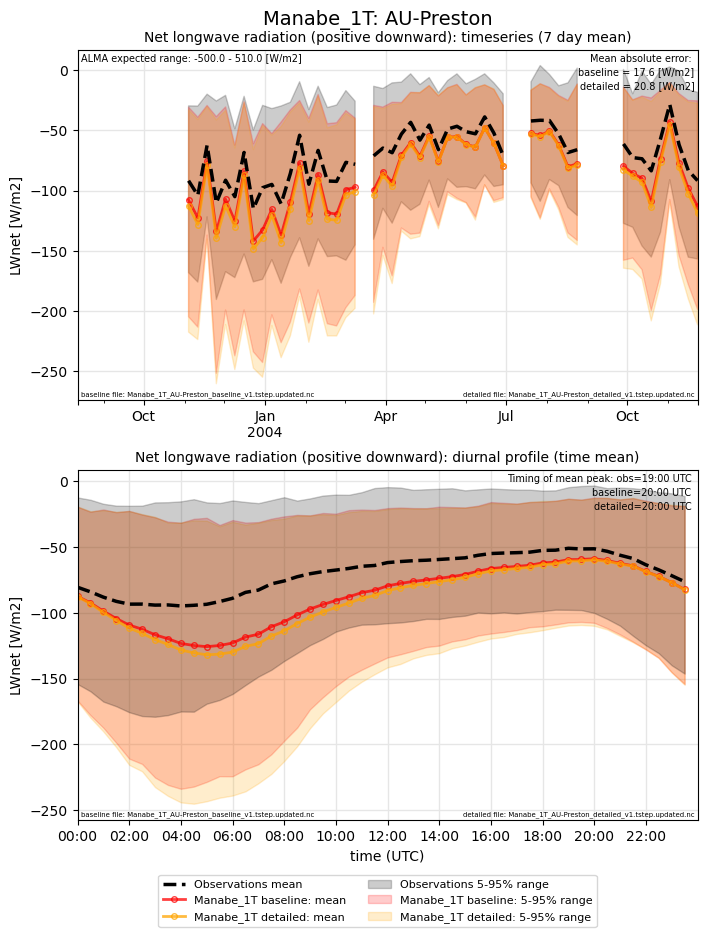 Manabe_1T: AU-Preston
Net longwave radiation (positive downward): timeseries (7 day mean)
ALMA expected range: -500.0 - 510.0 [W/m2]
Mean absolute error:
baseline = 17.6 [W/m2]
detailed = 20.8 [W/m2]
0
−50
−100
−150
−200
−250
LWnet [W/m2]
baseline file: Manabe_1T_AU-Preston_baseline_v1.tstep.updated.nc
detailed file: Manabe_1T_AU-Preston_detailed_v1.tstep.updated.nc
Oct
Jan
Apr
Jul
Oct
2004
Net longwave radiation (positive downward): diurnal profile (time mean)
Timing of mean peak: obs=19:00 UTC
baseline=20:00 UTC
detailed=20:00 UTC
0
−50
−100
−150
−200
−250
LWnet [W/m2]
baseline file: Manabe_1T_AU-Preston_baseline_v1.tstep.updated.nc
detailed file: Manabe_1T_AU-Preston_detailed_v1.tstep.updated.nc
00:00 02:00 04:00 06:00 08:00 10:00 12:00 14:00 16:00 18:00 20:00 22:00
time (UTC)
Observations mean
Manabe_1T baseline: mean
Manabe_1T detailed: mean
Observations 5-95% range
Manabe_1T baseline: 5-95% range
Manabe_1T detailed: 5-95% range